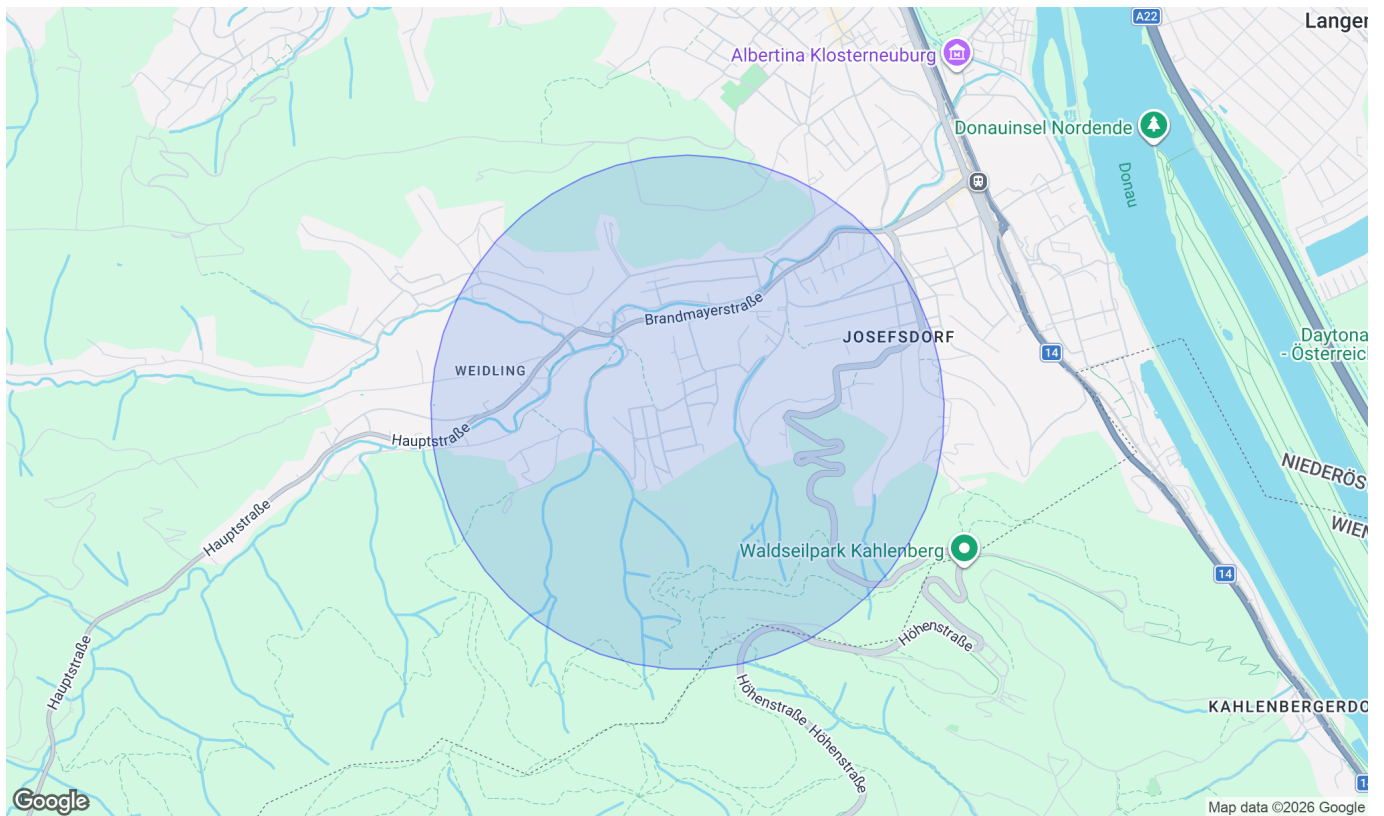 A22
Langer
Albertina Klosterneuburg
Donauinsel Nordende
Donau
Brandmayerstraße
JOSEFSDORF
Daytona
- Österreich
14
WEIDLING
Hauptstraße
NIEDERÖS
Hauptstraße
WIEN
Waldseilpark Kahlenberg
14
Höhenstraße
Hauptstraße
Höhenstraße
Höhenstraße
KAHLENBERGERDO
14
Google
Map data ©2026 Google